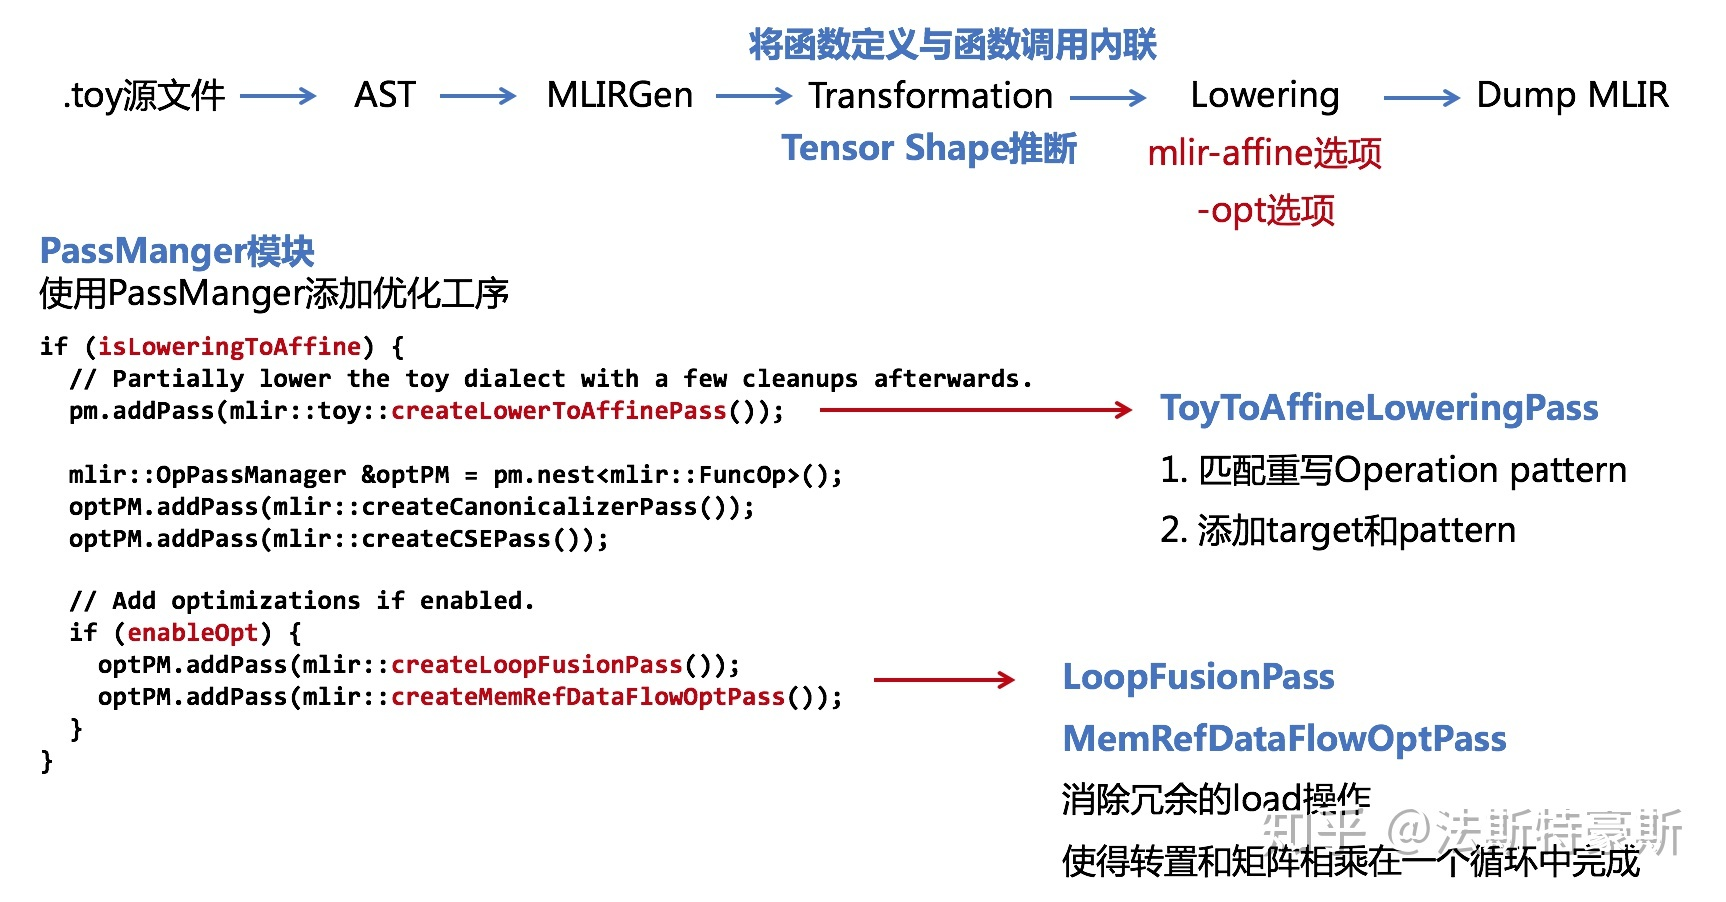 将函数定义与函数调用内联
.toy源文件 AST MLIRGen Transformation Lowering Dump MLIR
Tensor Shape推断
mlir-affine选项
-opt选项
PassManger模块
使用PassManger添加优化工序
if (isLoweringToAffine) {
// Partially lower the toy dialect with a few cleanups afterwards.
pm.addPass(mlir::toy::createLowerToAffinePass());
mlir::OpPassManager &optPM = pm.nest<mlir::FuncOp>();
optPM.addPass(mlir::createCanonicalizerPass());
optPM.addPass(mlir::createCSEPass());
// Add optimizations if enabled.
if (enableOpt) {
optPM.addPass(mlir::createLoopFusionPass());
optPM.addPass(mlir::createMemRefDataFlowOptPass());
}
}
ToyToAffineLoweringPass
1. 匹配重写Operation pattern
2. 添加target和pattern
LoopFusionPass
MemRefDataFlowOptPass
消除冗余的load操作
使得转置和矩阵相乘在一个循环中完成
知乎 @法斯特豪斯